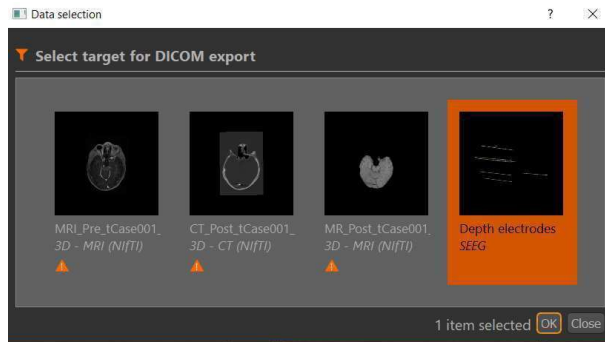 Data selection
?
Select target for DICOM export
MRI_Pre_tCase001_
3D - MRI (NIfTI)
CT_Post_tCase001_
3D - CT (NIfTI)
MR_Post_tCase001_
3D - MRI (NIfTI)
Depth electrodes
SEEG
1 item selected OK Close